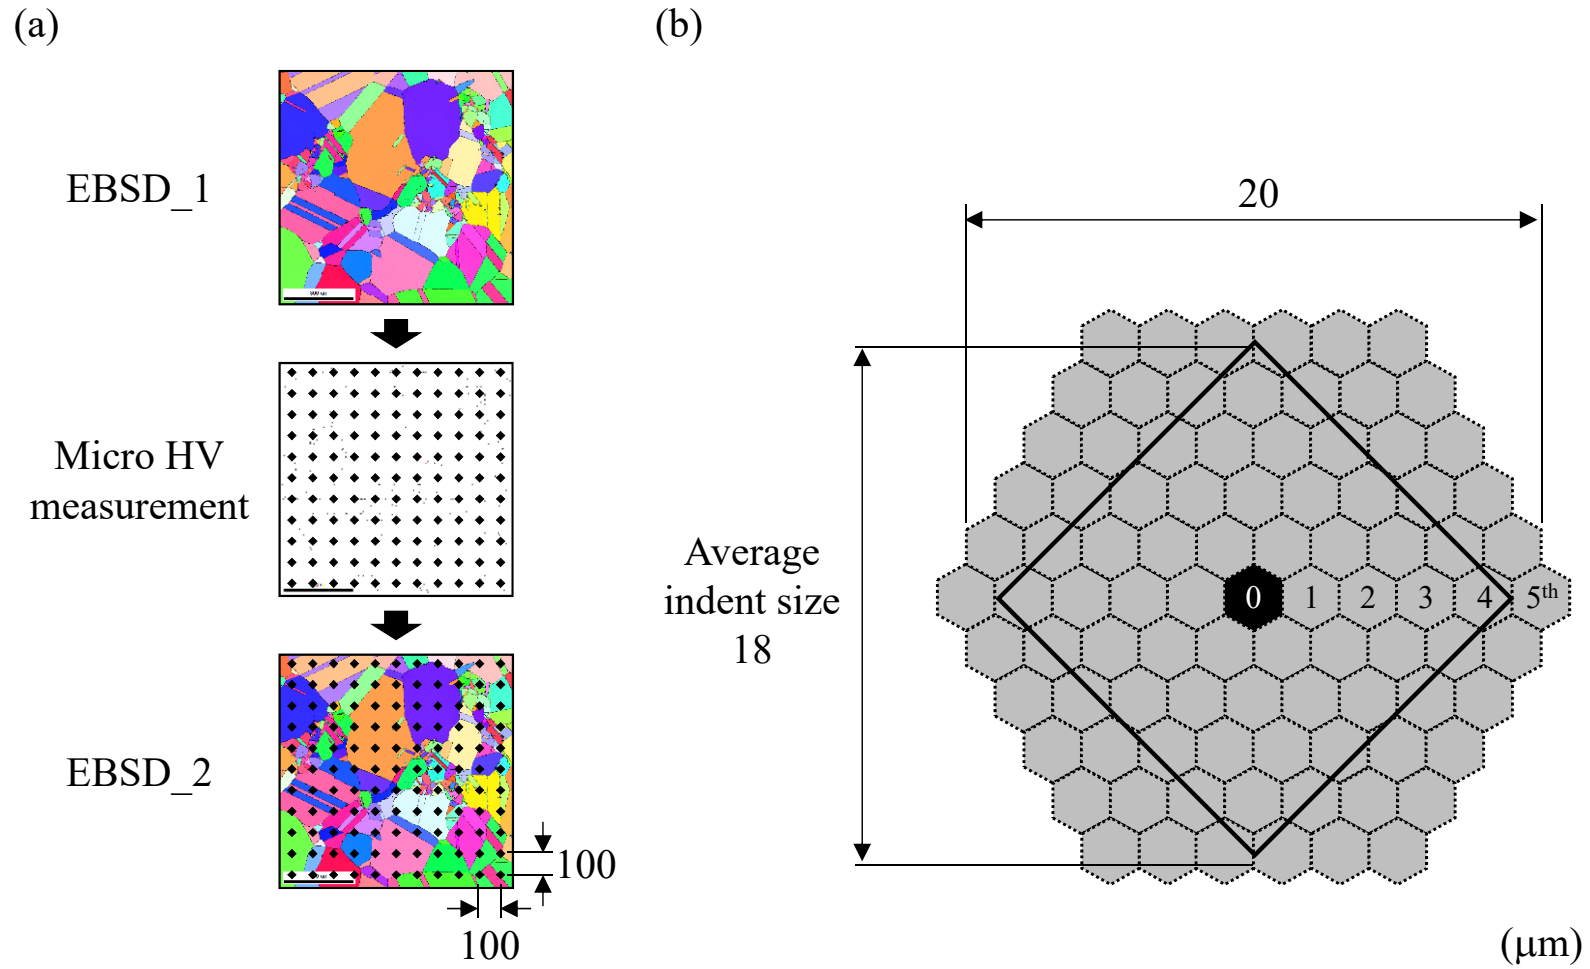 (a)
(b)
EBSD_1
Micro HV
measurement
EBSD_2
100
100
20
Average
indent size
18
0 1 2 3 4 5th
(μm)